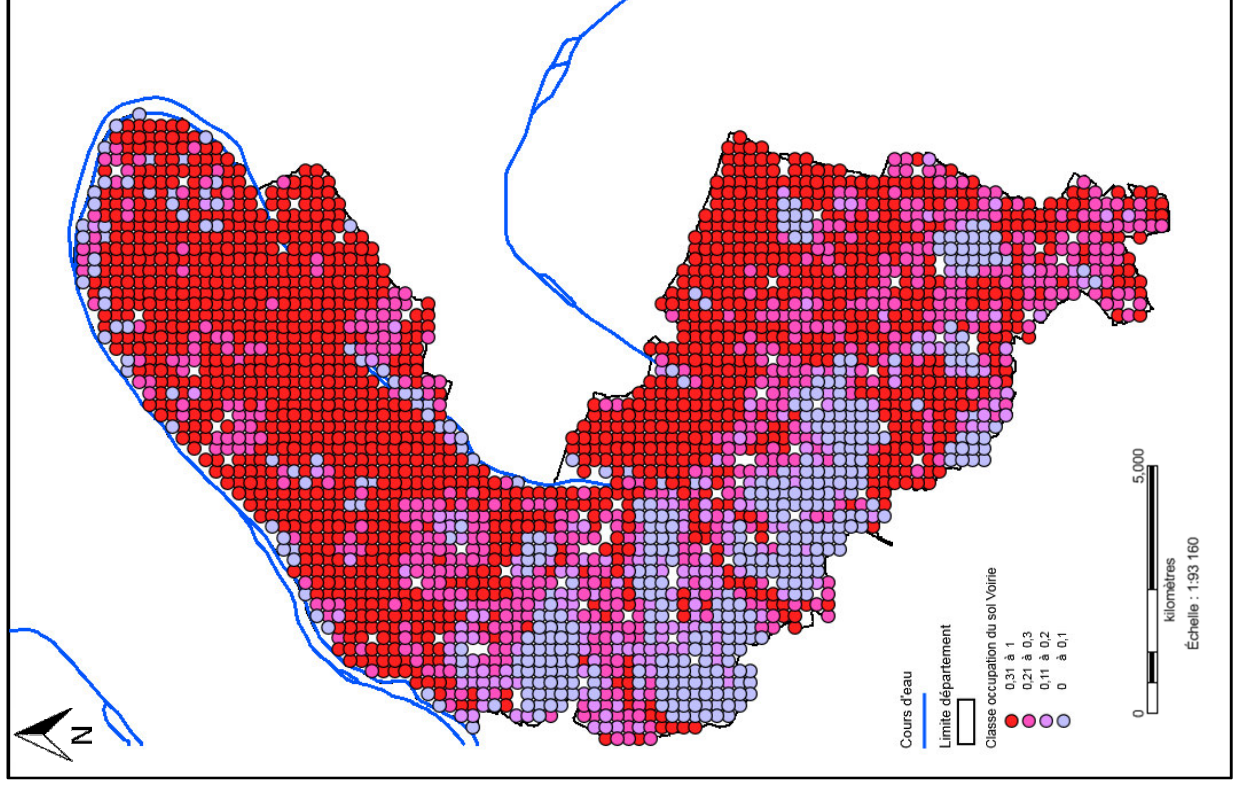 N
Cours d'eau
Limite département
Classe occupation du sol Voirie
0,31 à 1
0,21 à 0,3
0,11 à 0,2
0 à 0,1
0 5,000
kilomètres
Échelle : 1:93 160